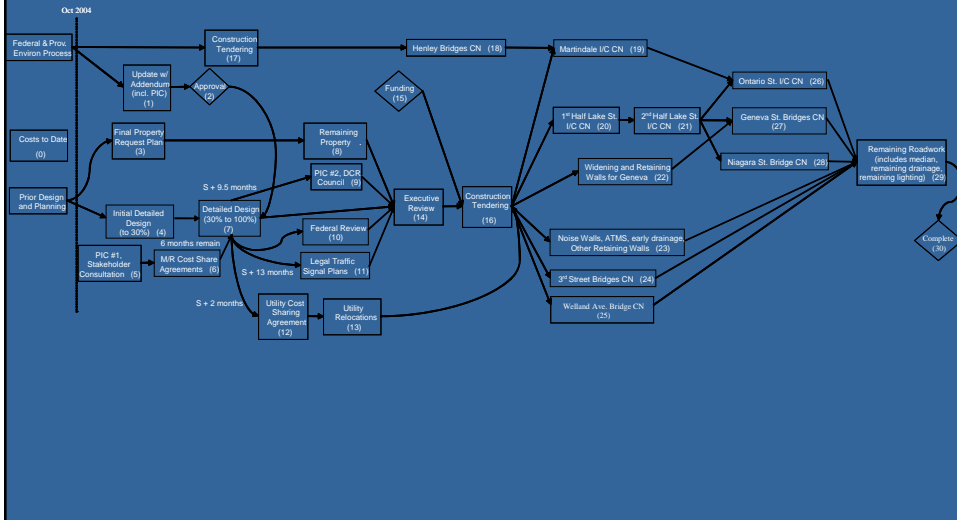 Oct 2004
Federal & Prov.
Environ Process
Construction
Tendering
(17)
Henley Bridges CN (18)
Martindale I/C CN (19)
Update w/
Addendum
(incl. PIC)
(1)
Approval
(2)
Funding
(15)
Ontario St. I/C CN (26)
1st Half Lake St.
I/C CN (20)
2nd Half Lake St.
I/C CN (21)
Geneva St. Bridges CN
(27)
Costs to Date
(0)
Final Property
Request Plan
(3)
Remaining
Property .
(8)
Niagara St. Bridge CN (28)
Remaining Roadwork
(includes median,
remaining drainage,
remaining lighting) (29)
Widening and Retaining
Walls for Geneva (22)
PIC #2, DCR
Council (9)
S + 9.5 months
Prior Design
and Planning
Initial Detailed
Design
(to 30%) (4)
Detailed Design
(30% to 100%)
(7)
Executive
Review
(14)
Construction
Tendering
(16)
Federal Review
(10)
Noise Walls, ATMS, early drainage,
Other Retaining Walls
(23)
Complete
(30)
PIC #1,
Stakeholder
Consultation (5)
6 months remain
M/R Cost Share
Agreements (6)
Legal Traffic
Signal Plans (11)
S + 13 months
3rd Street Bridges CN (24)
S + 2 months
Utility Cost
Sharing
Agreement
(12)
Utility
Relocations
(13)
Welland Ave. Bridge CN
(25)